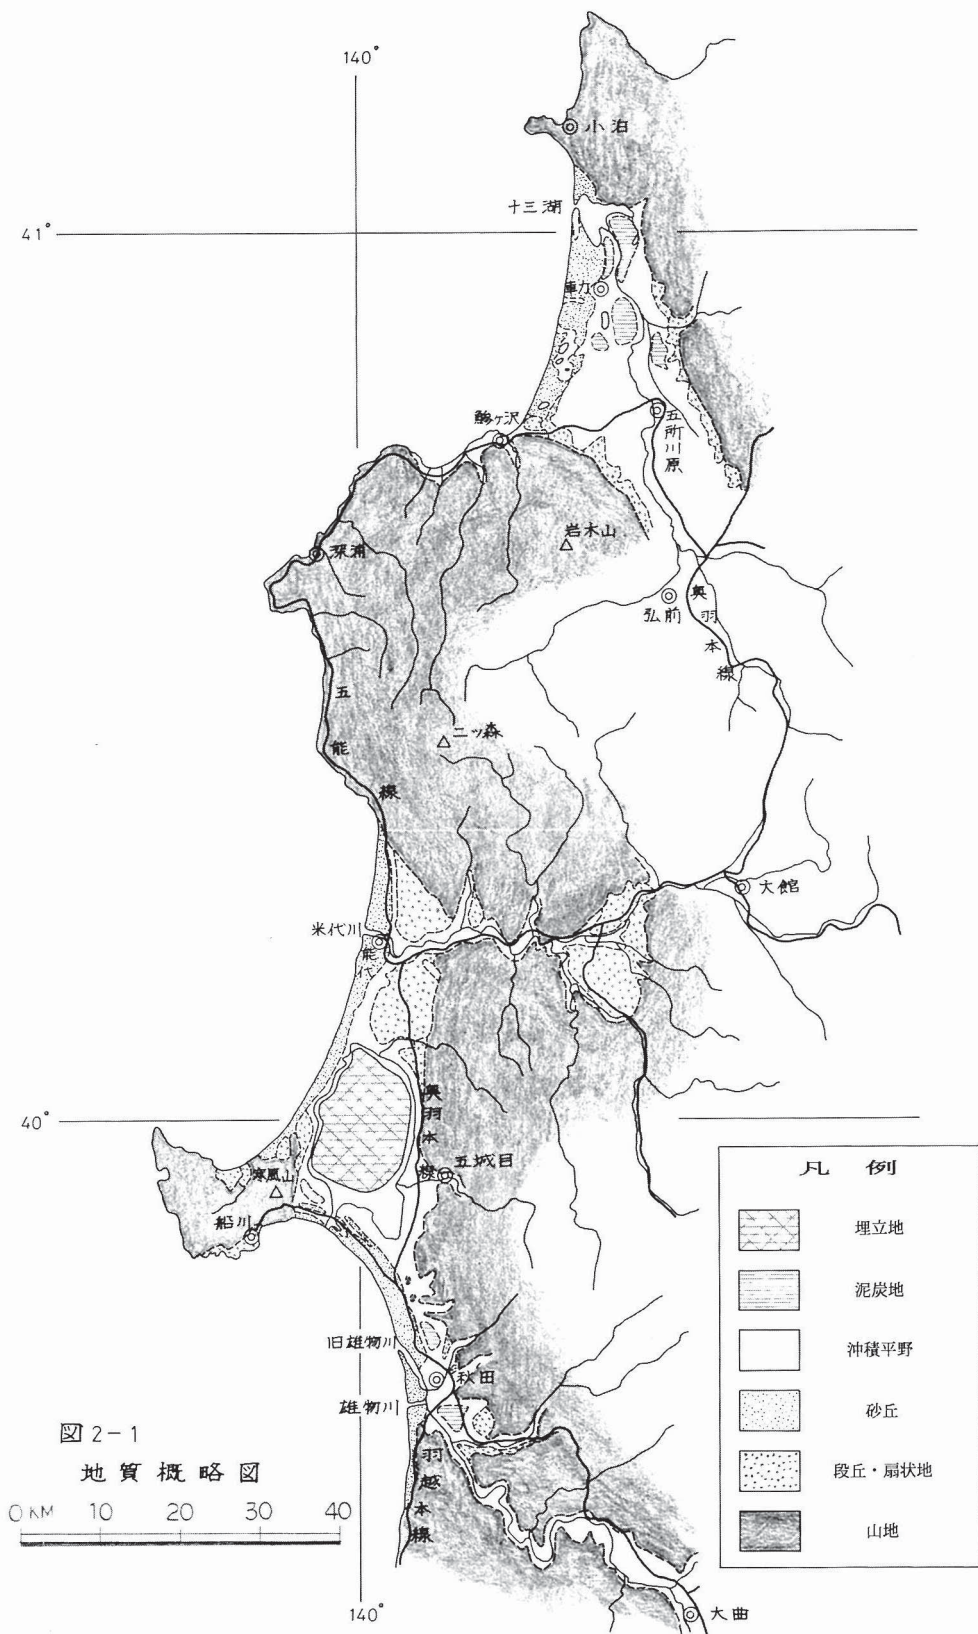 140°
小泊
十三湖
41°
車力
鰺ヶ沢
五所川原
岩木山
深浦
弘前
奥羽本線
五能線
二ッ森
大館
米代川
能代
40°
奥羽本線
五城目
寒風山
船川
旧雄物川
秋田
雄物川
羽越本線
大曲
140°
凡例
埋立地
泥炭地
沖積平野
砂丘
段丘・扇状地
山地
図2-1
地質概略図
0 KM 10 20 30 40